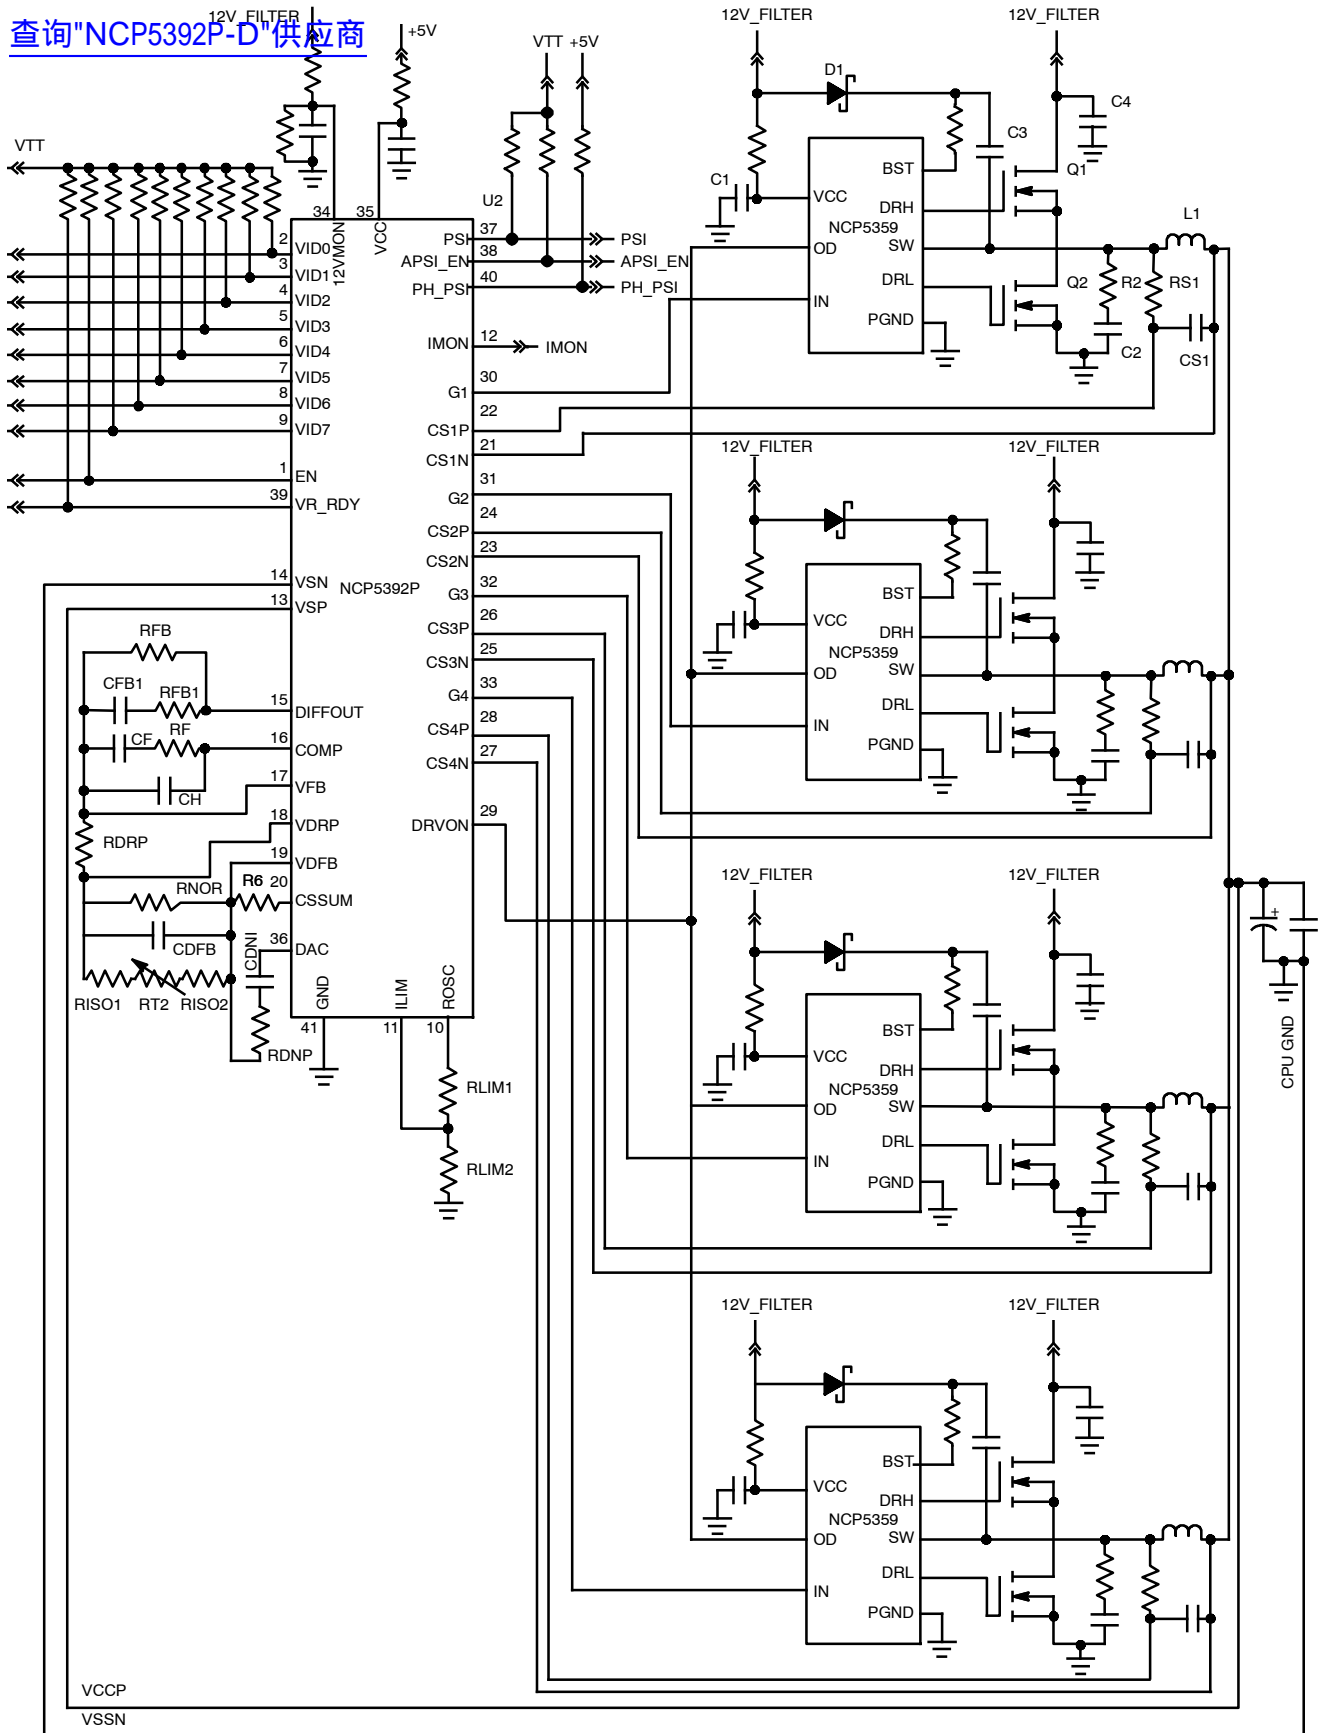 查询"NCP5392P-D"供应商
12V_FILTER
+5V
VTT +5V
12V_FILTER
12V_FILTER
D1
C4
C3
VTT
BST
Q1
C1
VCC
U2
34
35
12VMON
VCC
DRH
NCP5359
L1
2
VID0
PSI
37
PSI
OD
SW
3
VID1
APSI_EN
38
APSI_EN
4
VID2
PH_PSI
40
PH_PSI
DRL
Q2
R2
RS1
IN
5
VID3
PGND
6
VID4
IMON
12
IMON
C2
CS1
7
VID5
30
G1
8
VID6
22
9
VID7
CS1P
21
CS1N
12V_FILTER
12V_FILTER
1
EN
31
G2
39
VR_RDY
24
CS2P
23
CS2N
14
VSN
NCP5392P
32
G3
BST
13
VSP
26
CS3P
VCC
DRH
NCP5359
RFB
25
CS3N
OD
SW
CFB1
RFB1
33
G4
DRL
15
DIFFOUT
28
CS4P
IN
CF
RF
16
COMP
27
CS4N
PGND
17
VFB
CH
18
VDRP
29
DRVON
RDRP
19
VDFB
12V_FILTER
12V_FILTER
RNOR
R6
20
CSSUM
+
CDFB
CDNI
36
DAC
RISO1
RT2
RISO2
GND
ILIM
ROSC
41
11
10
RDNP
BST
CPU GND
VCC
DRH
NCP5359
RLIM1
OD
SW
DRL
IN
RLIM2
PGND
12V_FILTER
12V_FILTER
BST
VCC
DRH
NCP5359
OD
SW
DRL
IN
PGND
VCCP
VSSN